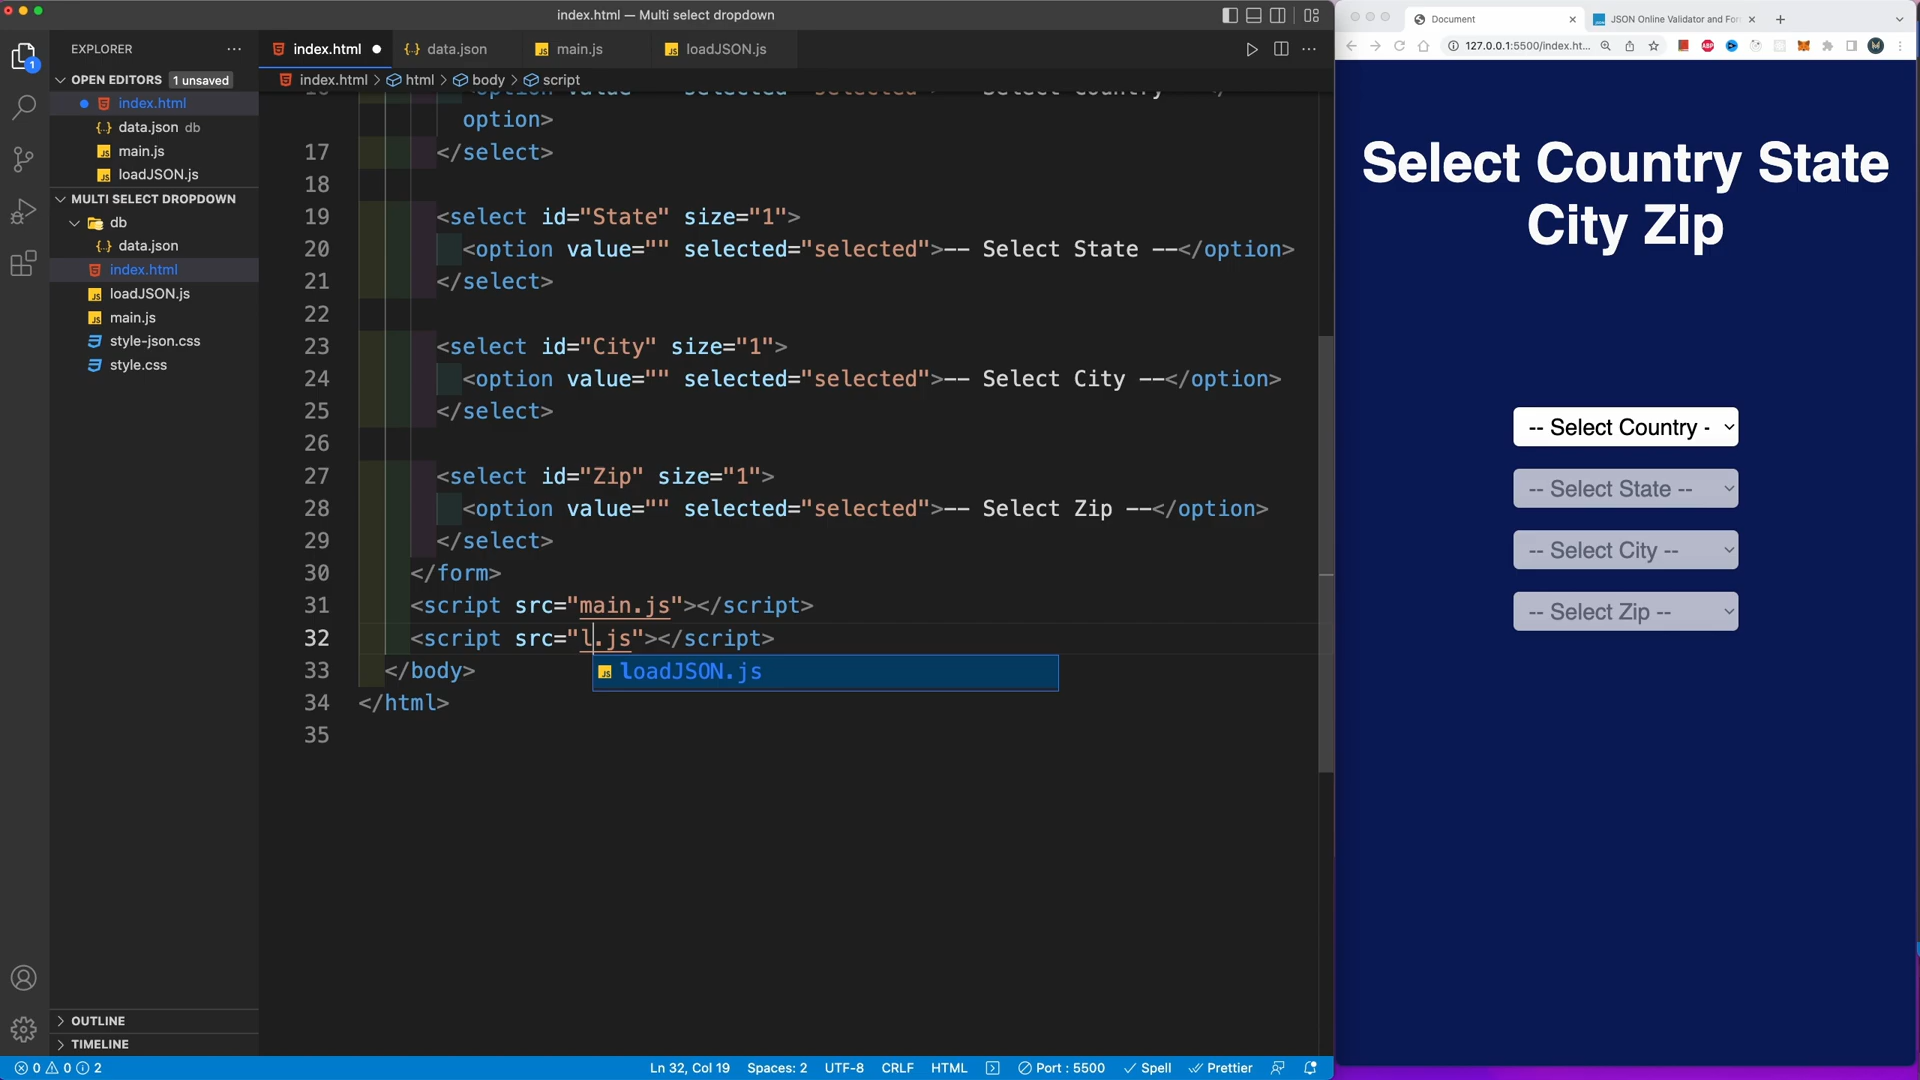 index.html — Multi select dropdown
EXPLORER
OPEN EDITORS 1 unsaved
index.html
data.json db
main.js
loadJSON.js
MULTI SELECT DROPDOWN
db
data.json
index.html
loadJSON.js
main.js
style-json.css
style.css
OUTLINE
TIMELINE
index.html
data.json
main.js
loadJSON.js
index.html > html > body > script
option>
17 </select>
18
19 <select id="State" size="1">
20 <option value="" selected="selected">-- Select State --</option>
21 </select>
22
23 <select id="City" size="1">
24 <option value="" selected="selected">-- Select City --</option>
25 </select>
26
27 <select id="Zip" size="1">
28 <option value="" selected="selected">-- Select Zip --</option>
29 </select>
30 </form>
31 <script src="main.js"></script>
32 <script src="l.js"></script>
loadJSON.js
33 </body>
34 </html>
35
0 0 2
Ln 32, Col 19 Spaces: 2 UTF-8 CRLF HTML Port : 5500 Spell Prettier
Document
JSON Online Validator and For
127.0.0.1:5500/index.ht...
ABP
Select Country State
City Zip
-- Select Country -
-- Select State --
-- Select City --
-- Select Zip --